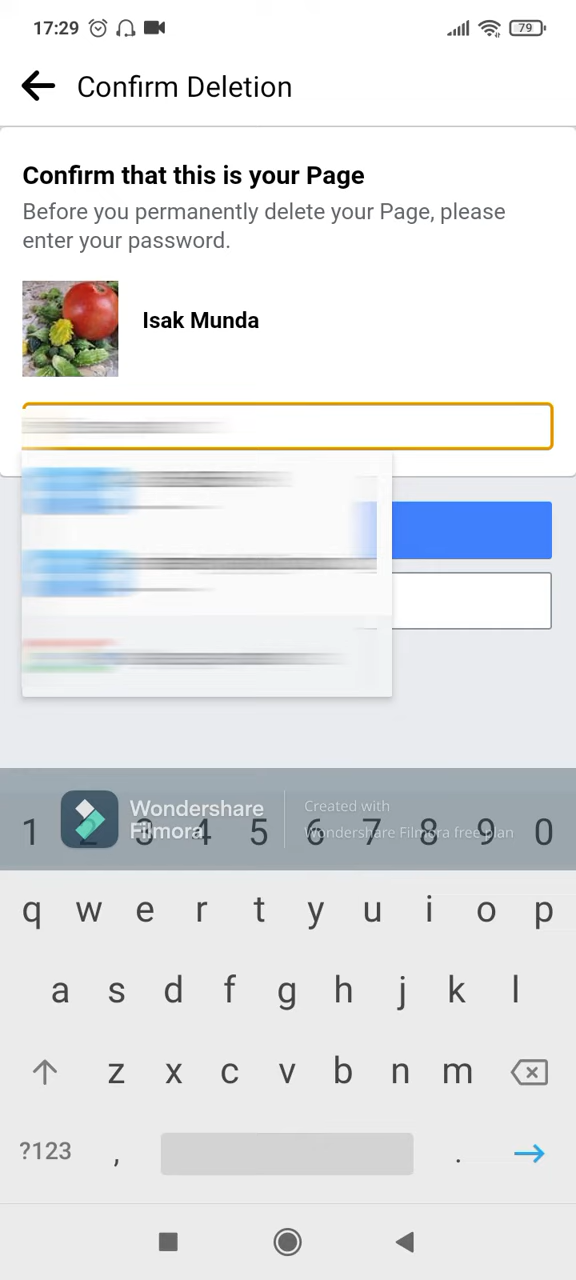 17:29
79
Confirm Deletion
Confirm that this is your Page
Before you permanently delete your Page, please
enter your password.
Isak Munda
Wondershare
Filmora
Created with
Wondershare Filmora free plan
1 2 3 4 5 6 7 8 9 0
q w e r t y u i o p
a s d f g h j k l
z x c v b n m
?123 , .